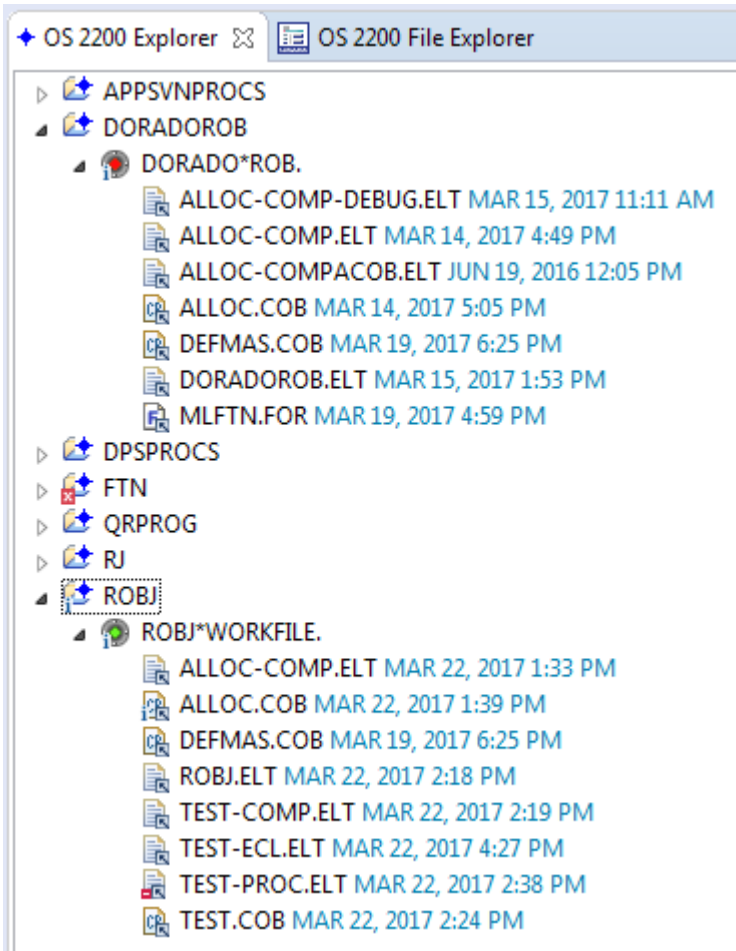 OS 2200 Explorer OS 2200 File Explorer
APPSVNPROCS
DORADOROB
DORADO*ROB.
ALLOC-COMP-DEBUG.ELT MAR 15, 2017 11:11 AM
ALLOC-COMP.ELT MAR 14, 2017 4:49 PM
ALLOC-COMPACOB.ELT JUN 19, 2016 12:05 PM
ALLOC.COB MAR 14, 2017 5:05 PM
DEFMAS.COB MAR 19, 2017 6:25 PM
DORADOROB.ELT MAR 15, 2017 1:53 PM
MLFTN.FOR MAR 19, 2017 4:59 PM
DPSPROCS
FTN
QRPROG
RJ
ROBJ
ROBJ*WORKFILE.
ALLOC-COMP.ELT MAR 22, 2017 1:33 PM
ALLOC.COB MAR 22, 2017 1:39 PM
DEFMAS.COB MAR 19, 2017 6:25 PM
ROBJ.ELT MAR 22, 2017 2:18 PM
TEST-COMP.ELT MAR 22, 2017 2:19 PM
TEST-ECL.ELT MAR 22, 2017 4:27 PM
TEST-PROC.ELT MAR 22, 2017 2:38 PM
TEST.COB MAR 22, 2017 2:24 PM